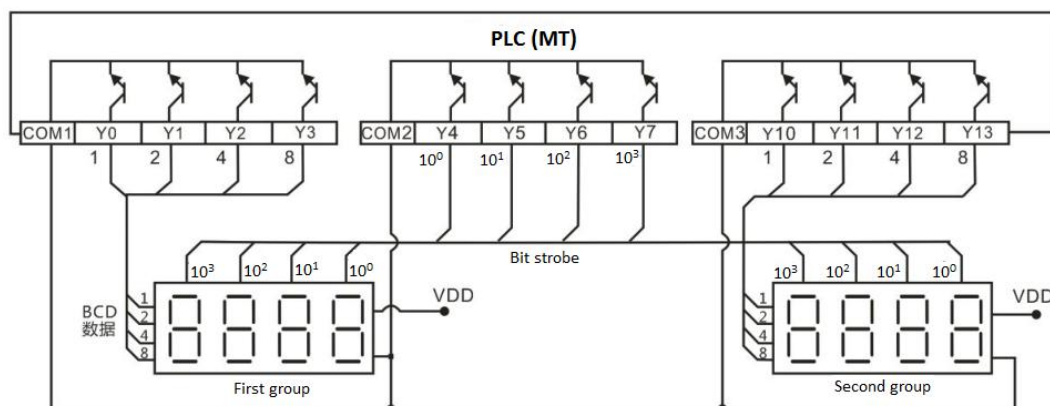 PLC (MT)
COM1 Y0 Y1 Y2 Y3 COM2 Y4 Y5 Y6 Y7 COM3 Y10 Y11 Y12 Y13
1 2 4 8 10⁰ 10¹ 10² 10³ 1 2 4 8
Bit strobe
10³ 10² 10¹ 10⁰ 10³ 10² 10¹ 10⁰
VDD VDD
BCD
数据
1
2
4
8
1
2
4
8
First group Second group